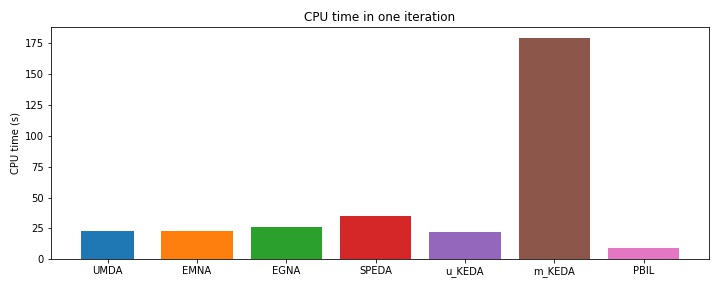 CPU time in one iteration
CPU time (s)
175
150
125
100
75
50
25
0
UMDA EMNA EGNA SPEDA u_KEDA m_KEDA PBIL